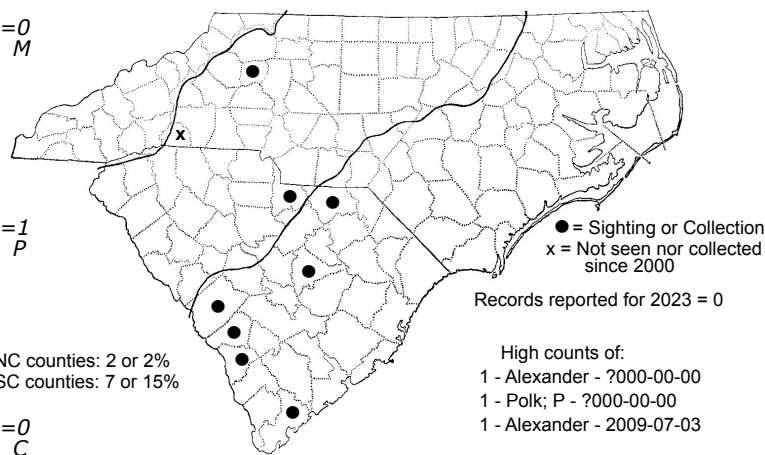 =0
M
x
=1
P
● = Sighting or Collection
x = Not seen nor collected
since 2000
Records reported for 2023 = 0
NC counties: 2 or 2%
SC counties: 7 or 15%
High counts of:
1 - Alexander - ?000-00-00
1 - Polk; P - ?000-00-00
1 - Alexander - 2009-07-03
=0
C